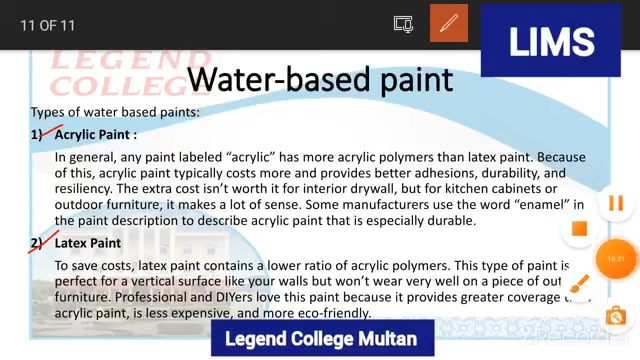 11 OF 11
LIMS
LEGEND
COLLEGE
Water-based paint
Types of water based paints:
1) Acrylic Paint :
In general, any paint labeled “acrylic” has more acrylic polymers than latex paint. Because
of this, acrylic paint typically costs more and provides better adhesions, durability, and
resiliency. The extra cost isn’t worth it for interior drywall, but for kitchen cabinets or
outdoor furniture, it makes a lot of sense. Some manufacturers use the word “enamel” in
the paint description to describe acrylic paint that is especially durable.
2) Latex Paint
To save costs, latex paint contains a lower ratio of acrylic polymers. This type of paint is
perfect for a vertical surface like your walls but won’t wear very well on a piece of
furniture. Professional and DIYers love this paint because it provides greater coverage
acrylic paint, is less expensive, and more eco-friendly.
16:31
Legend College Multan